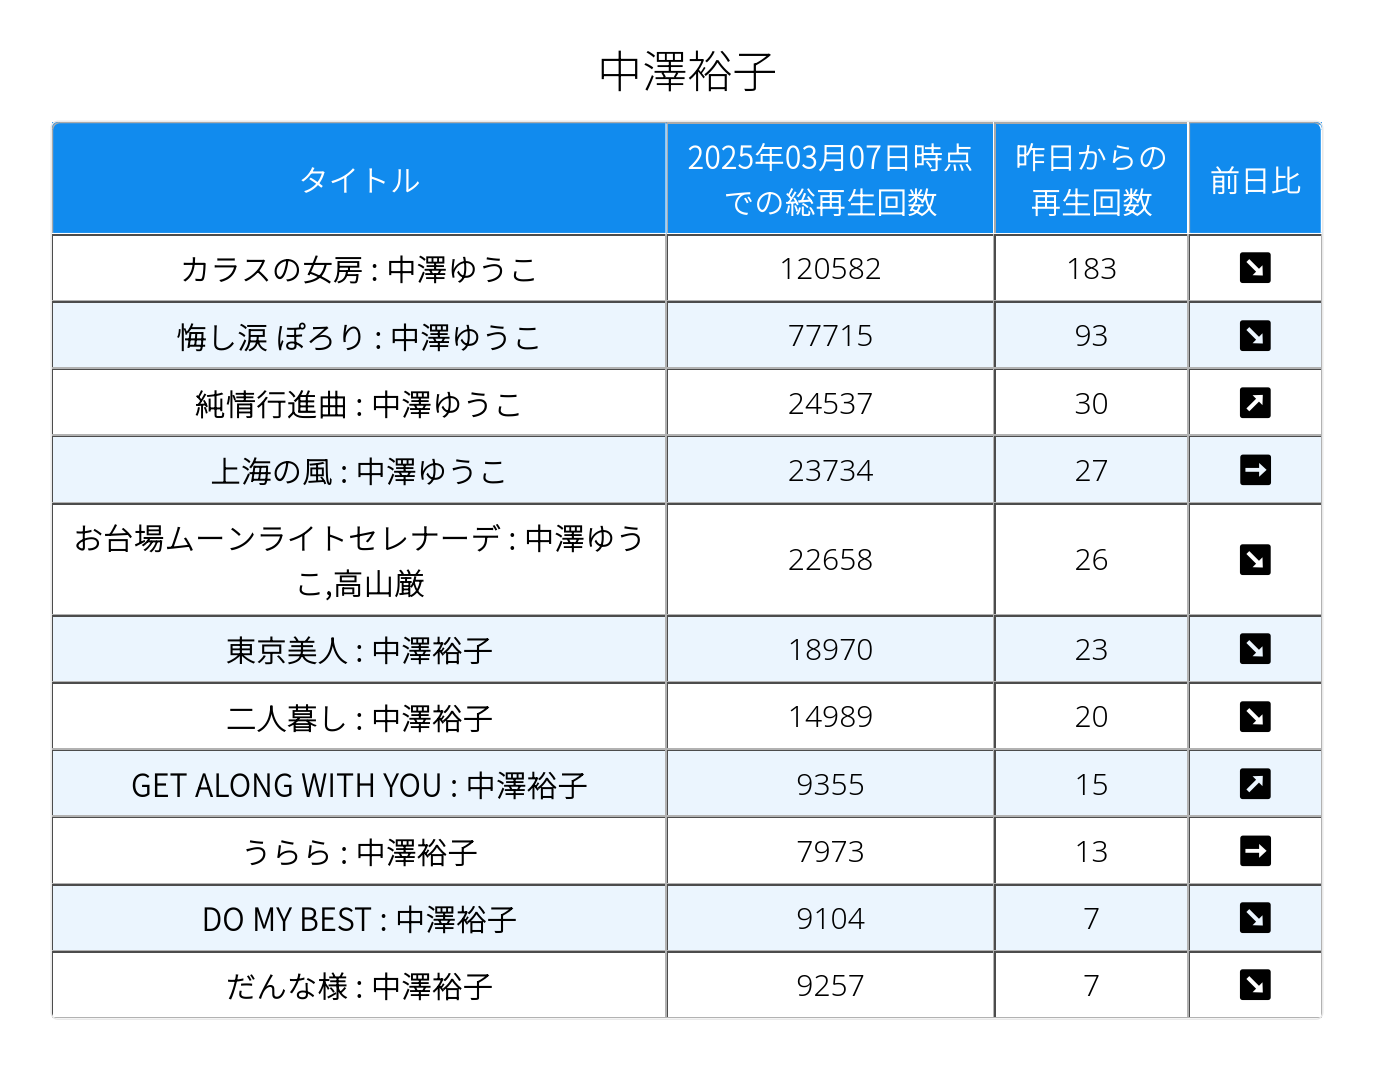 中澤裕子
タイトル
2025年03月07日時点
での総再生回数
昨日からの
再生回数
前日比
カラスの女房 : 中澤ゆうこ 120582 183 ↘
悔し涙 ぽろり : 中澤ゆうこ 77715 93 ↘
純情行進曲 : 中澤ゆうこ 24537 30 ↗
上海の風 : 中澤ゆうこ 23734 27 →
お台場ムーンライトセレナーデ : 中澤ゆう
こ,高山厳 22658 26 ↘
東京美人 : 中澤裕子 18970 23 ↘
二人暮し : 中澤裕子 14989 20 ↘
GET ALONG WITH YOU : 中澤裕子 9355 15 ↗
うらら : 中澤裕子 7973 13 →
DO MY BEST : 中澤裕子 9104 7 ↘
だんな様 : 中澤裕子 9257 7 ↘